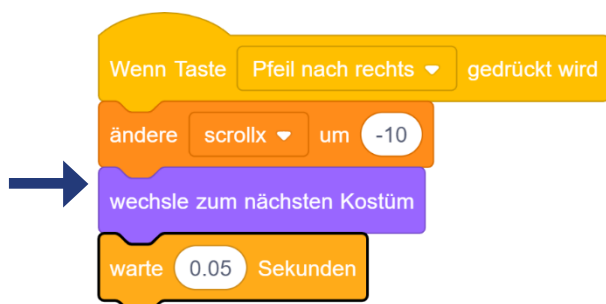 Wenn Taste Pfeil nach rechts gedrückt wird
ändere scrollx um -10
wechsle zum nächsten Kostüm
warte 0.05 Sekunden